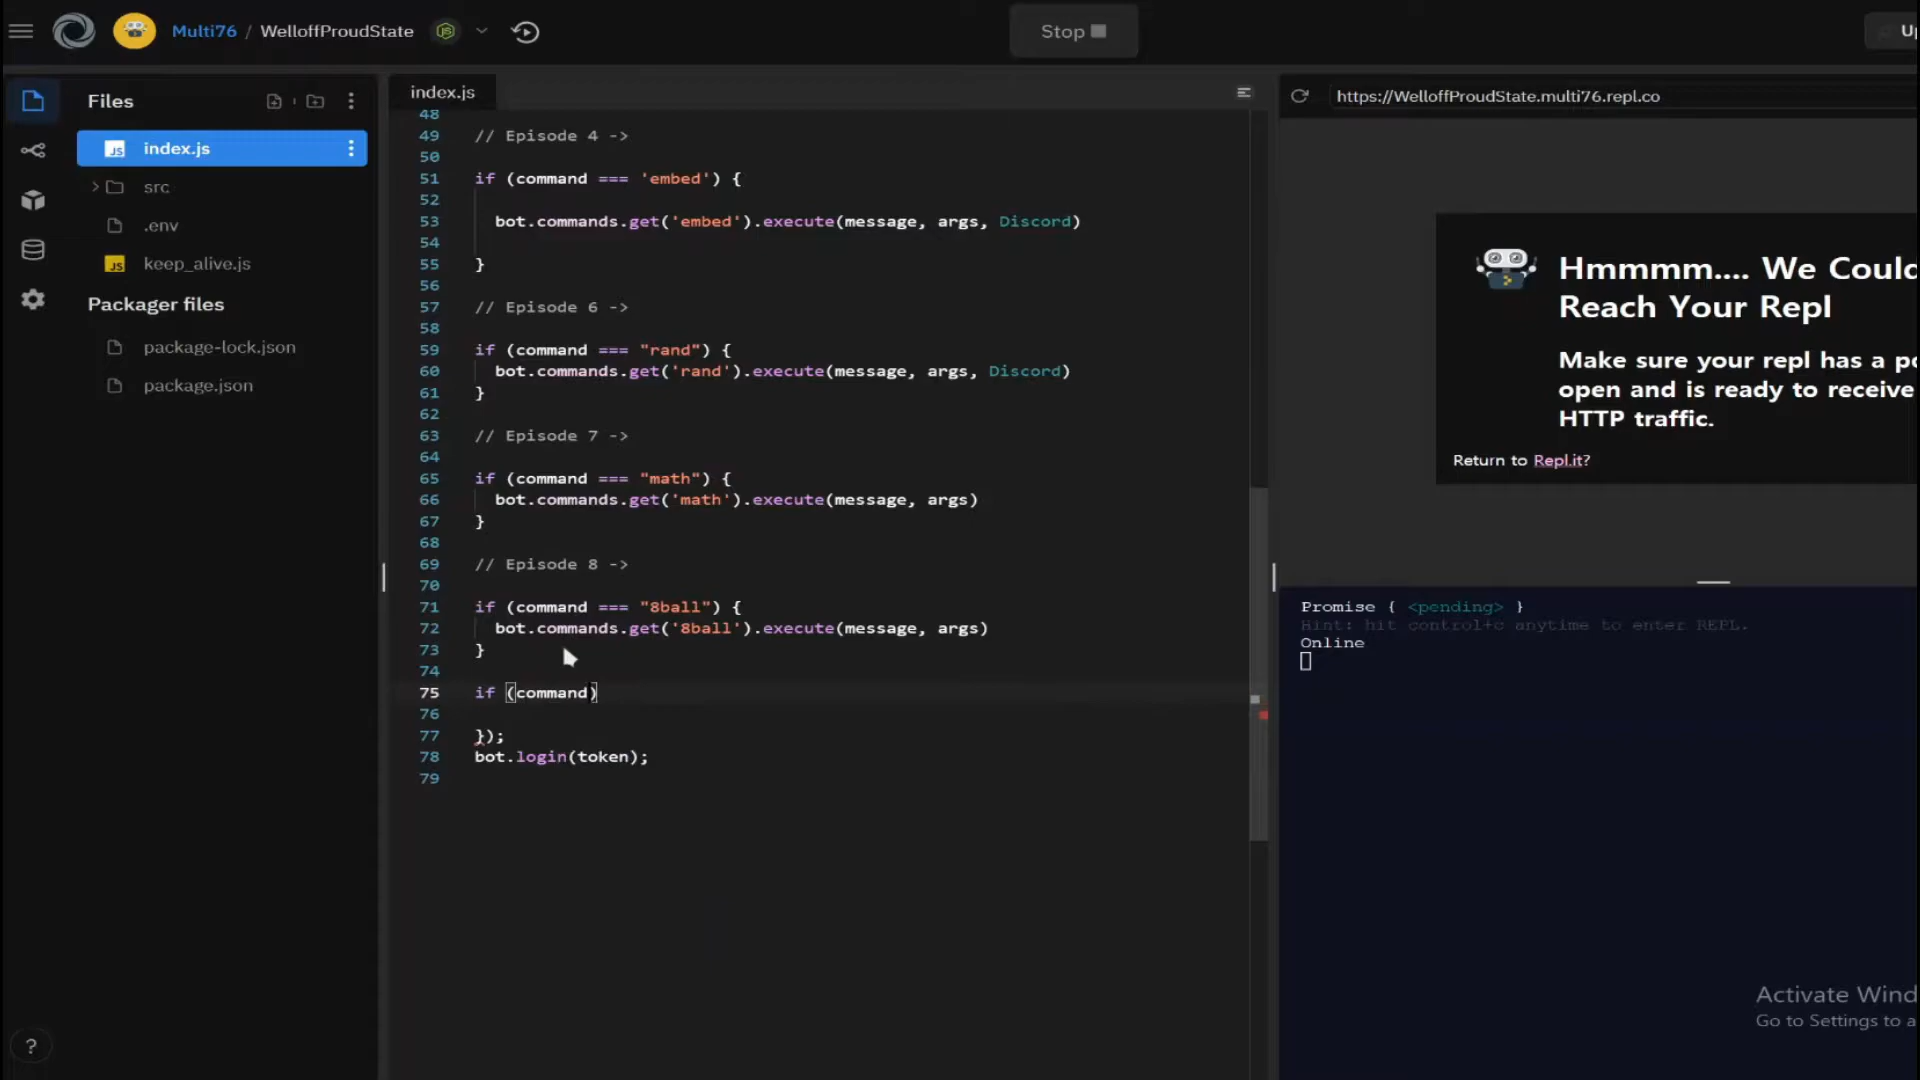 Multi76 / WelloffProudState
Stop
Files
index.js
src
.env
keep_alive.js
Packager files
package-lock.json
package.json
?
index.js
48
49 // Episode 4 ->
50
51 if (command === 'embed') {
52
53 bot.commands.get('embed').execute(message, args, Discord)
54
55 }
56
57 // Episode 6 ->
58
59 if (command === "rand") {
60 bot.commands.get('rand').execute(message, args, Discord)
61 }
62
63 // Episode 7 ->
64
65 if (command === "math") {
66 bot.commands.get('math').execute(message, args)
67 }
68
69 // Episode 8 ->
70
71 if (command === "8ball") {
72 bot.commands.get('8ball').execute(message, args)
73 }
74
75 if (command)
76
77 });
78 bot.login(token);
79
https://WelloffProudState.multi76.repl.co
Hmmmm.... We Could
Reach Your Repl
Make sure your repl has a po
open and is ready to receive
HTTP traffic.
Return to Repl.it?
Promise { <pending> }
Hint: hit control+c anytime to enter REPL.
Online
Activate Wind
Go to Settings to a